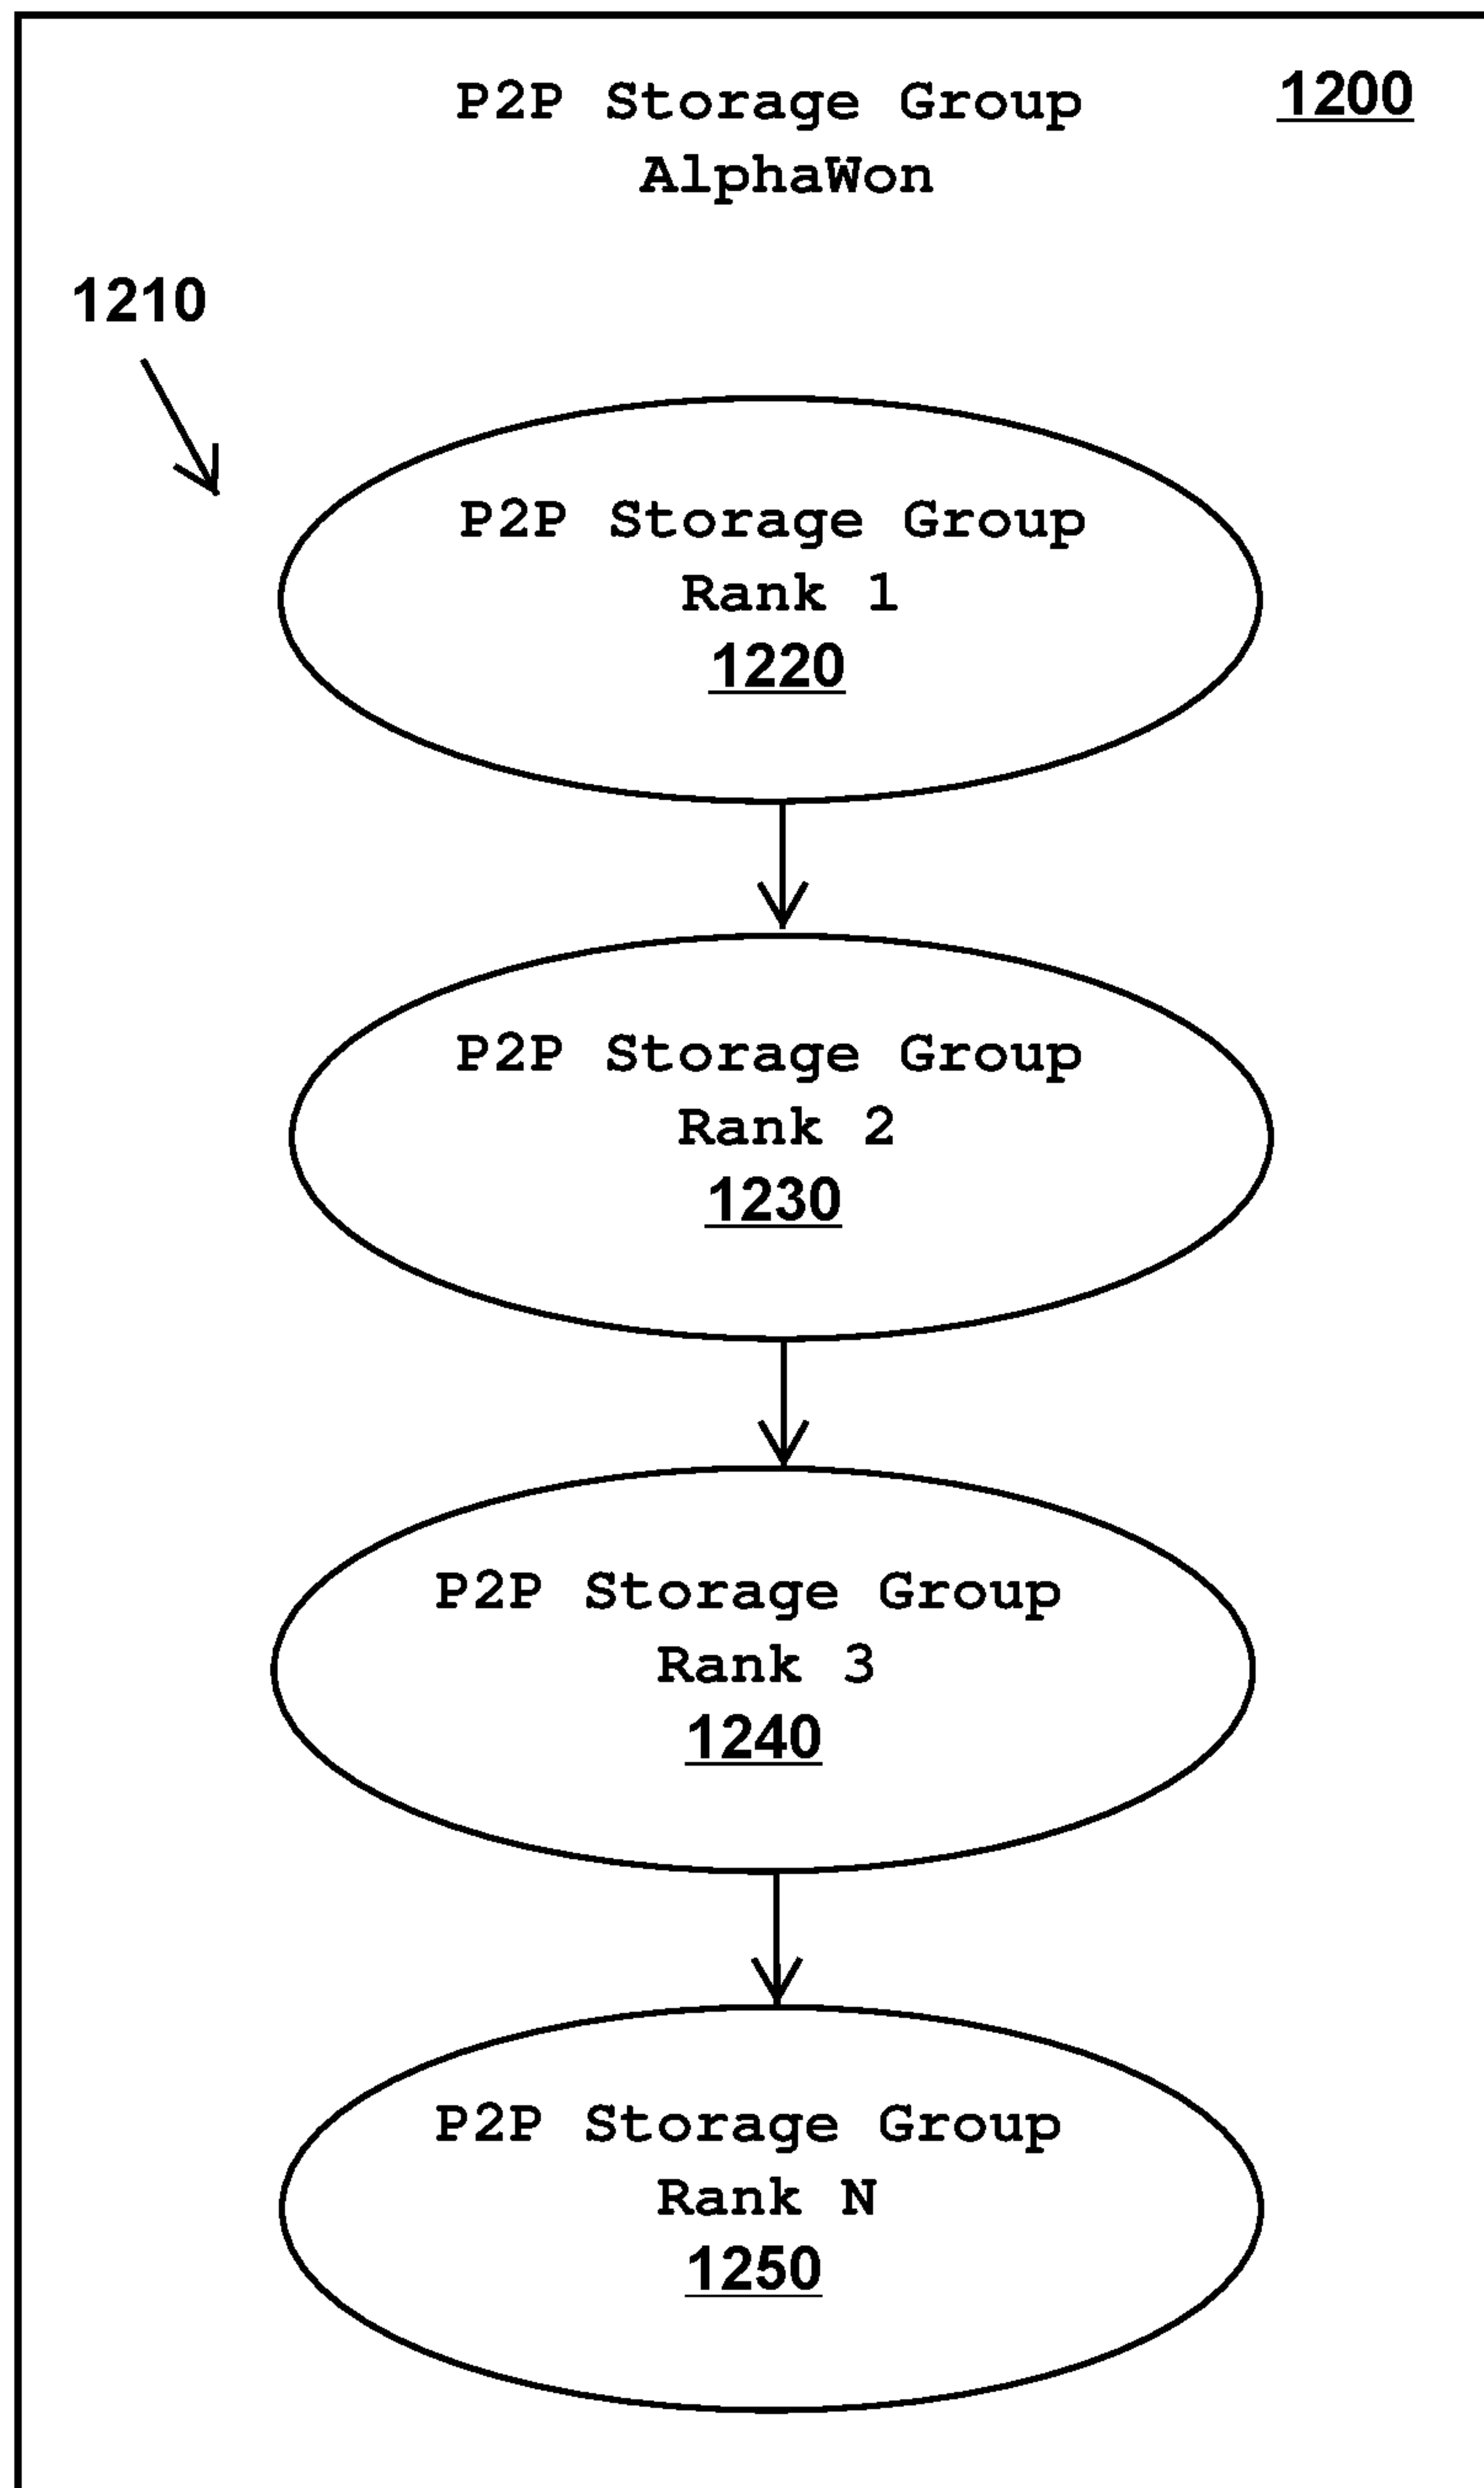 P2P Storage Group 1200
AlphaWon
1210
P2P Storage Group
Rank 1
1220
P2P Storage Group
Rank 2
1230
P2P Storage Group
Rank 3
1240
P2P Storage Group
Rank N
1250